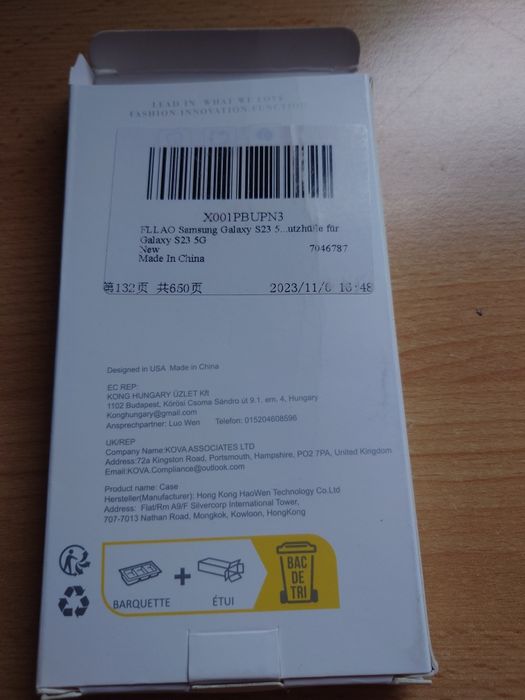 LEAD IN WHAT WE LOVE
FASHION INNOVATION FUNCTION
X001PBUPN3
FLLAO Samsung Galaxy S23 5...utzhülle für
Galaxy S23 5G
New 7046787
Made In China
第132页 共650页 2023/11/6 16:48
Designed in USA Made in China
EC REP:
KONG HUNGARY ÜZLET Kft
1102 Budapest, Kőrösi Csoma Sándro út 9.1. em. 4, Hungary
Konghungary@gmail.com
Ansprechpartner: Luo Wen Telefon: 015204608596
UK/REP
Company Name:KOVA ASSOCIATES LTD
Address:72a Kingston Road, Portsmouth, Hampshire, PO2 7PA, United Kingdom
Email:KOVA.Compliance@outlook.com
Product name: Case
Hersteller(Manufacturer): Hong Kong HaoWen Technology Co.Ltd
Address: Flat/Rm A9/F Silvercorp International Tower,
707-7013 Nathan Road, Mongkok, Kowloon, HongKong
BARQUETTE + ÉTUI
BAC
DE
TRI